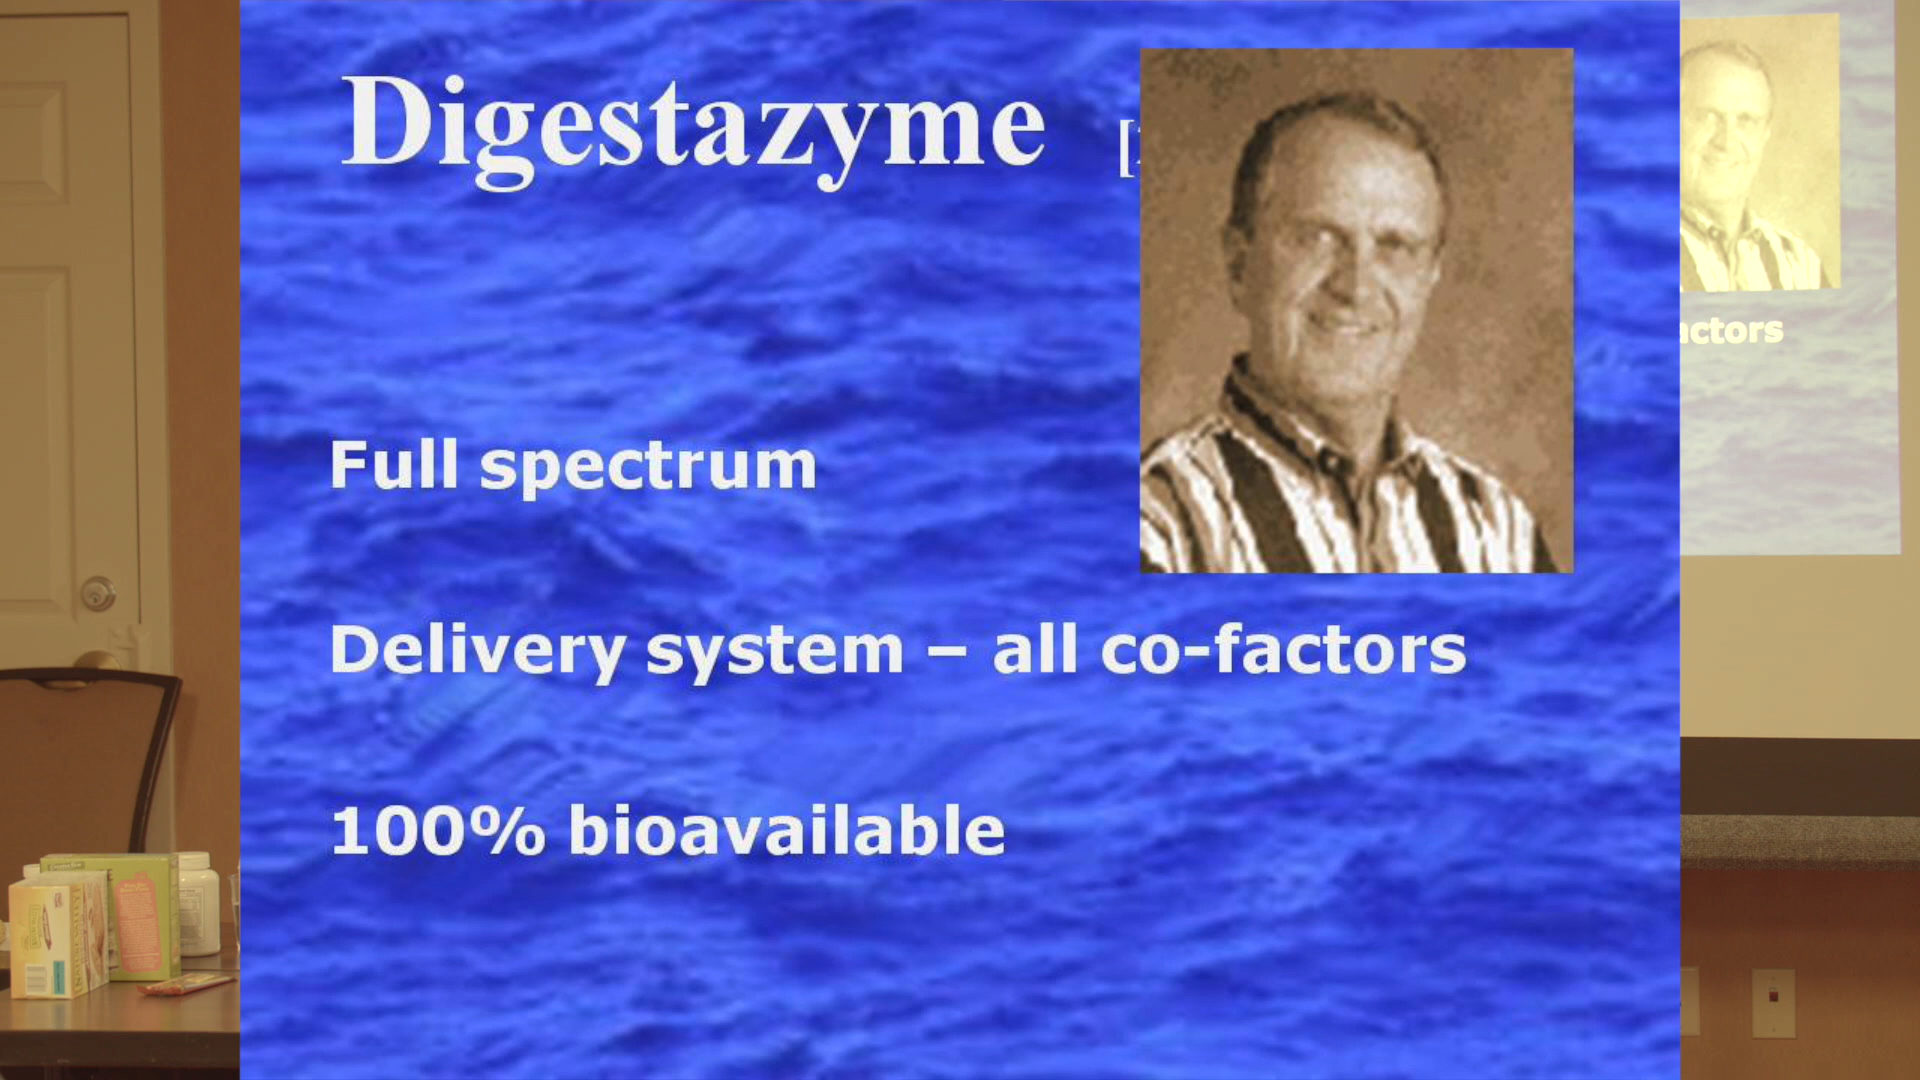 Digestazyme [
actors
Full spectrum
Delivery system – all co-factors
100% bioavailable